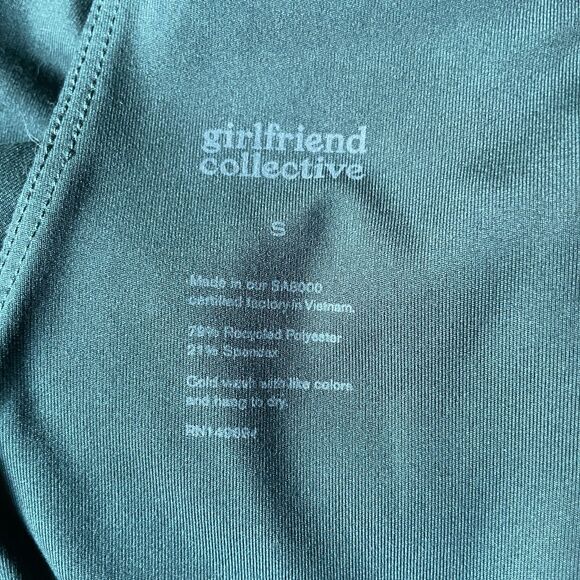 girlfriend
collective
S
Made in our SA8000
certified factory in Vietnam.
79% Recycled Polyester
21% Spandex
Cold wash with like colors
and hang to dry.